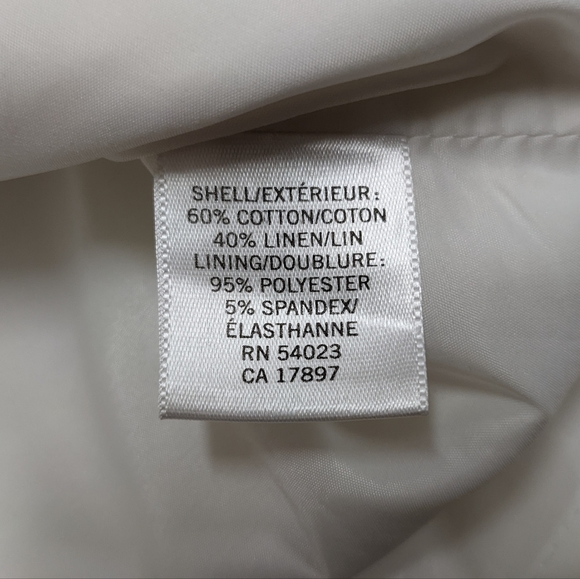 SHELL/EXTÉRIEUR:
60% COTTON/COTON
40% LINEN/LIN
LINING/DOUBLURE:
95% POLYESTER
5% SPANDEX/
ÉLASTHANNE
RN 54023
CA 17897